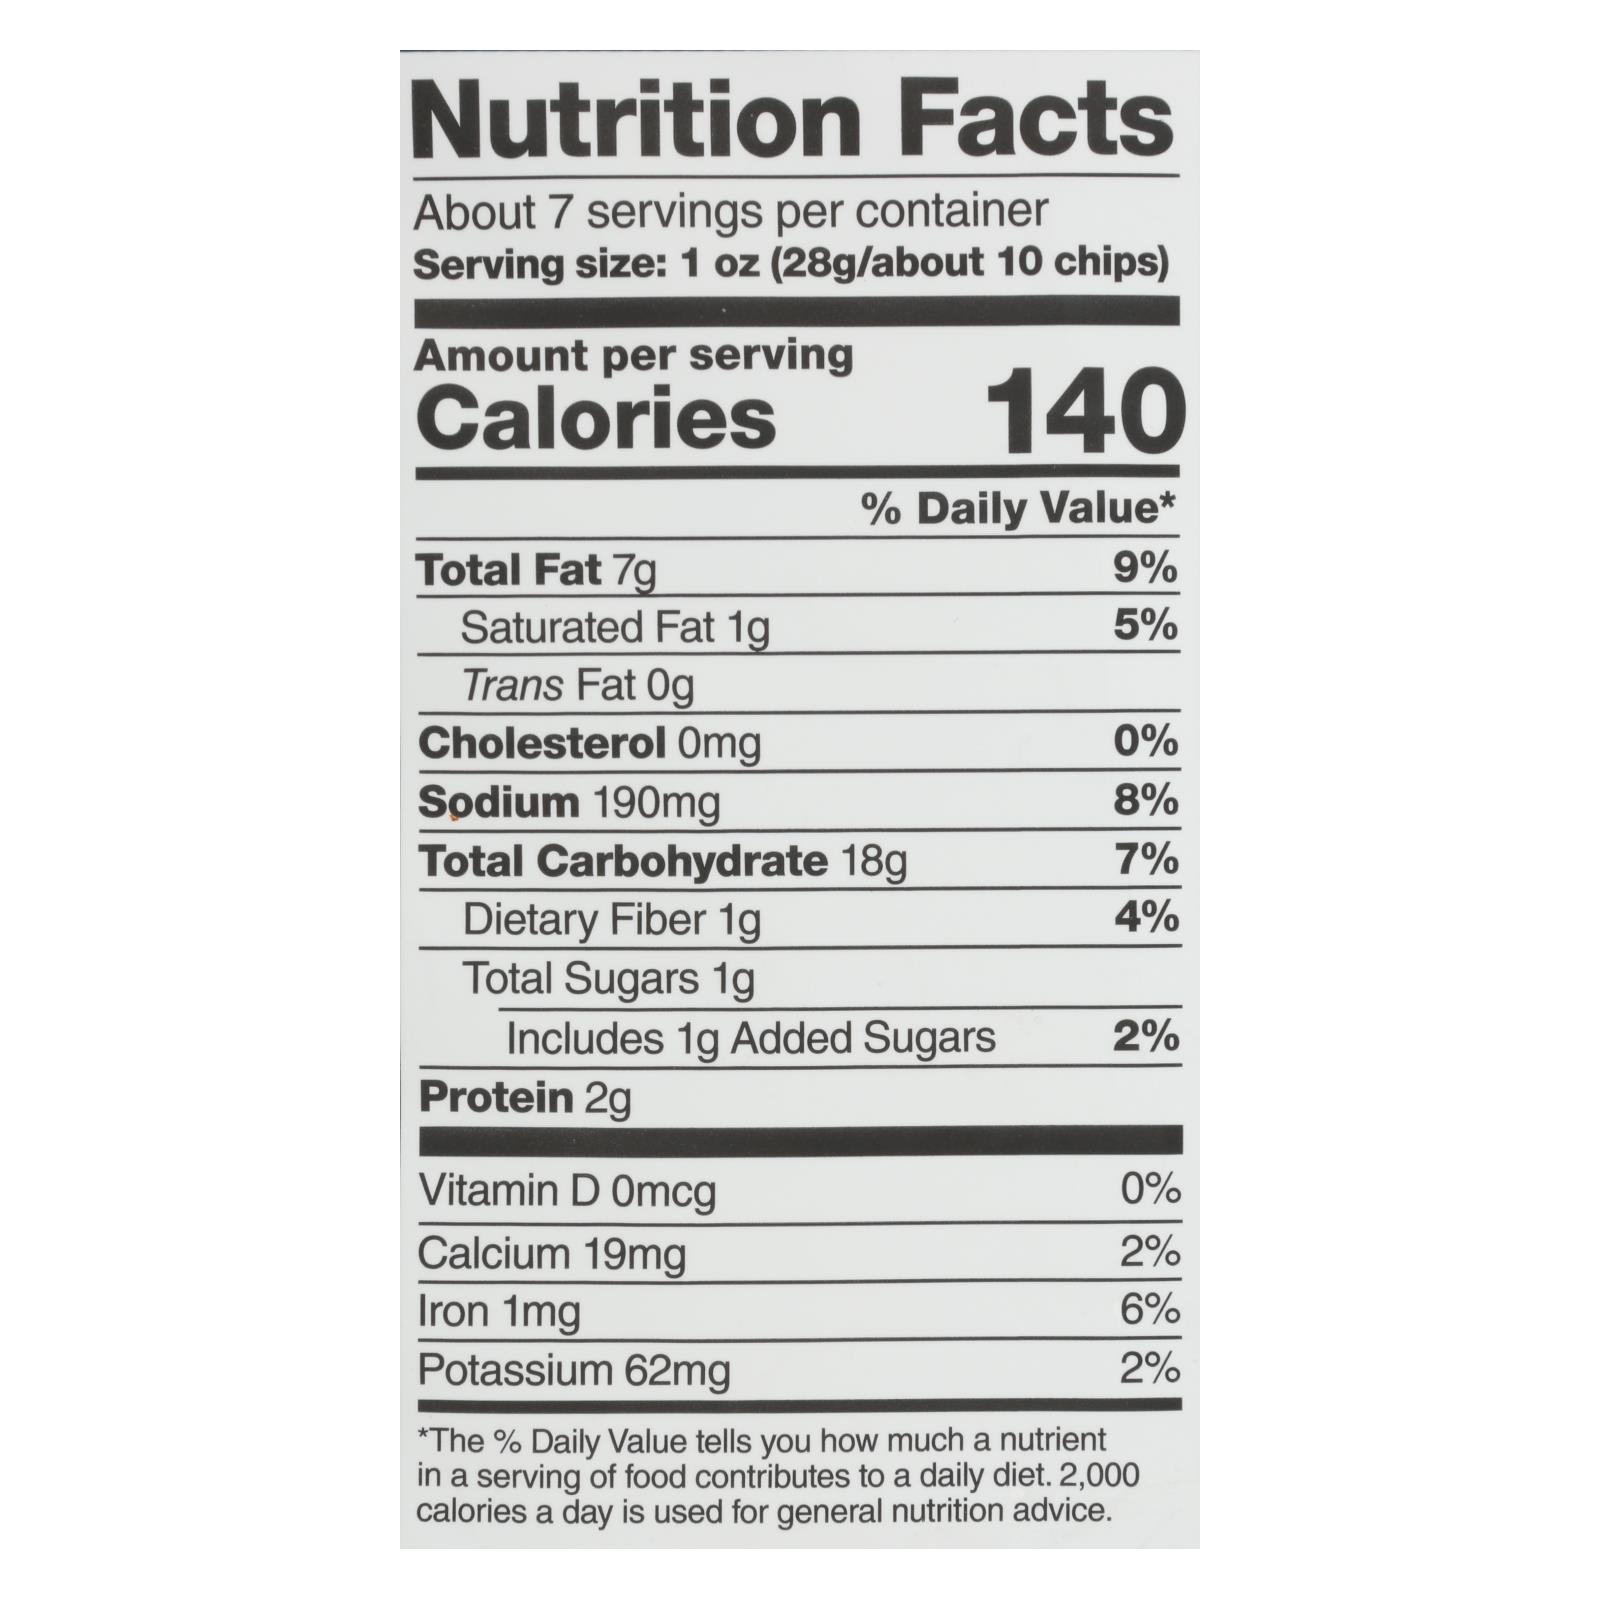 Nutrition Facts
About 7 servings per container
Serving size: 1 oz (28g/about 10 chips)
Amount per serving
Calories 140
% Daily Value*
Total Fat 7g 9%
Saturated Fat 1g 5%
Trans Fat 0g
Cholesterol 0mg 0%
Sodium 190mg 8%
Total Carbohydrate 18g 7%
Dietary Fiber 1g 4%
Total Sugars 1g
Includes 1g Added Sugars 2%
Protein 2g
Vitamin D 0mcg 0%
Calcium 19mg 2%
Iron 1mg 6%
Potassium 62mg 2%
*The % Daily Value tells you how much a nutrient
in a serving of food contributes to a daily diet. 2,000
calories a day is used for general nutrition advice.